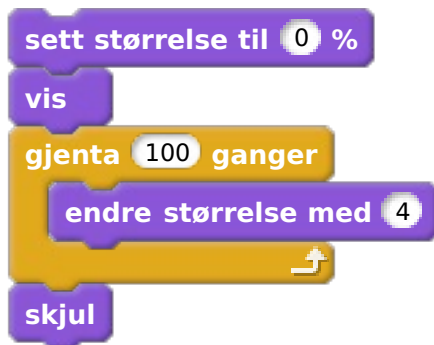 sett størrelse til 0 %
vis
gjenta 100 ganger
endre størrelse med 4
skjul